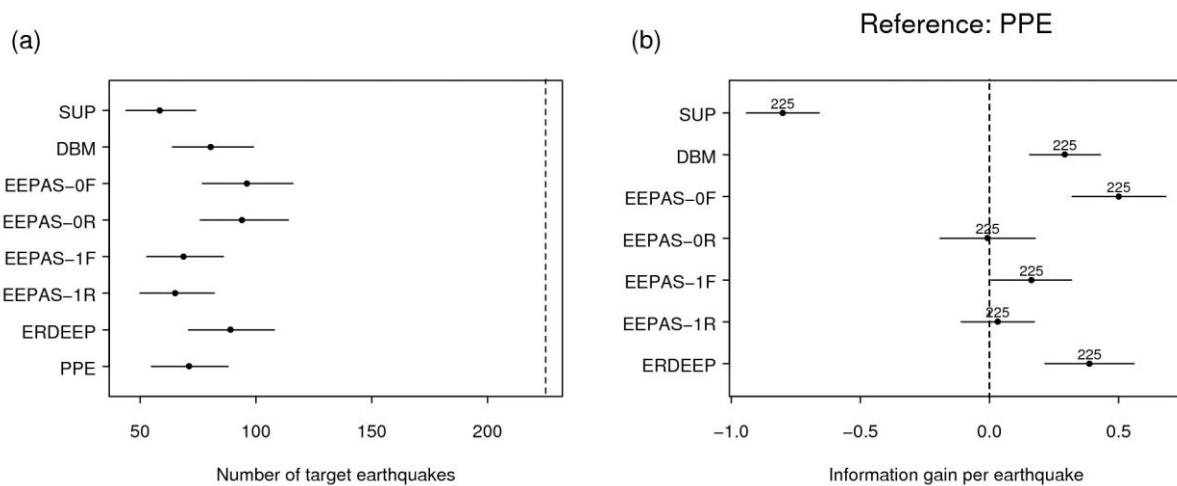 (a)
SUP
DBM
EEPAS−0F
EEPAS−0R
EEPAS−1F
EEPAS−1R
ERDEEP
PPE
50 100 150 200
Number of target earthquakes
(b)
Reference: PPE
SUP
DBM
EEPAS−0F
EEPAS−0R
EEPAS−1F
EEPAS−1R
ERDEEP
225
225
225
225
225
225
225
−1.0 −0.5 0.0 0.5
Information gain per earthquake